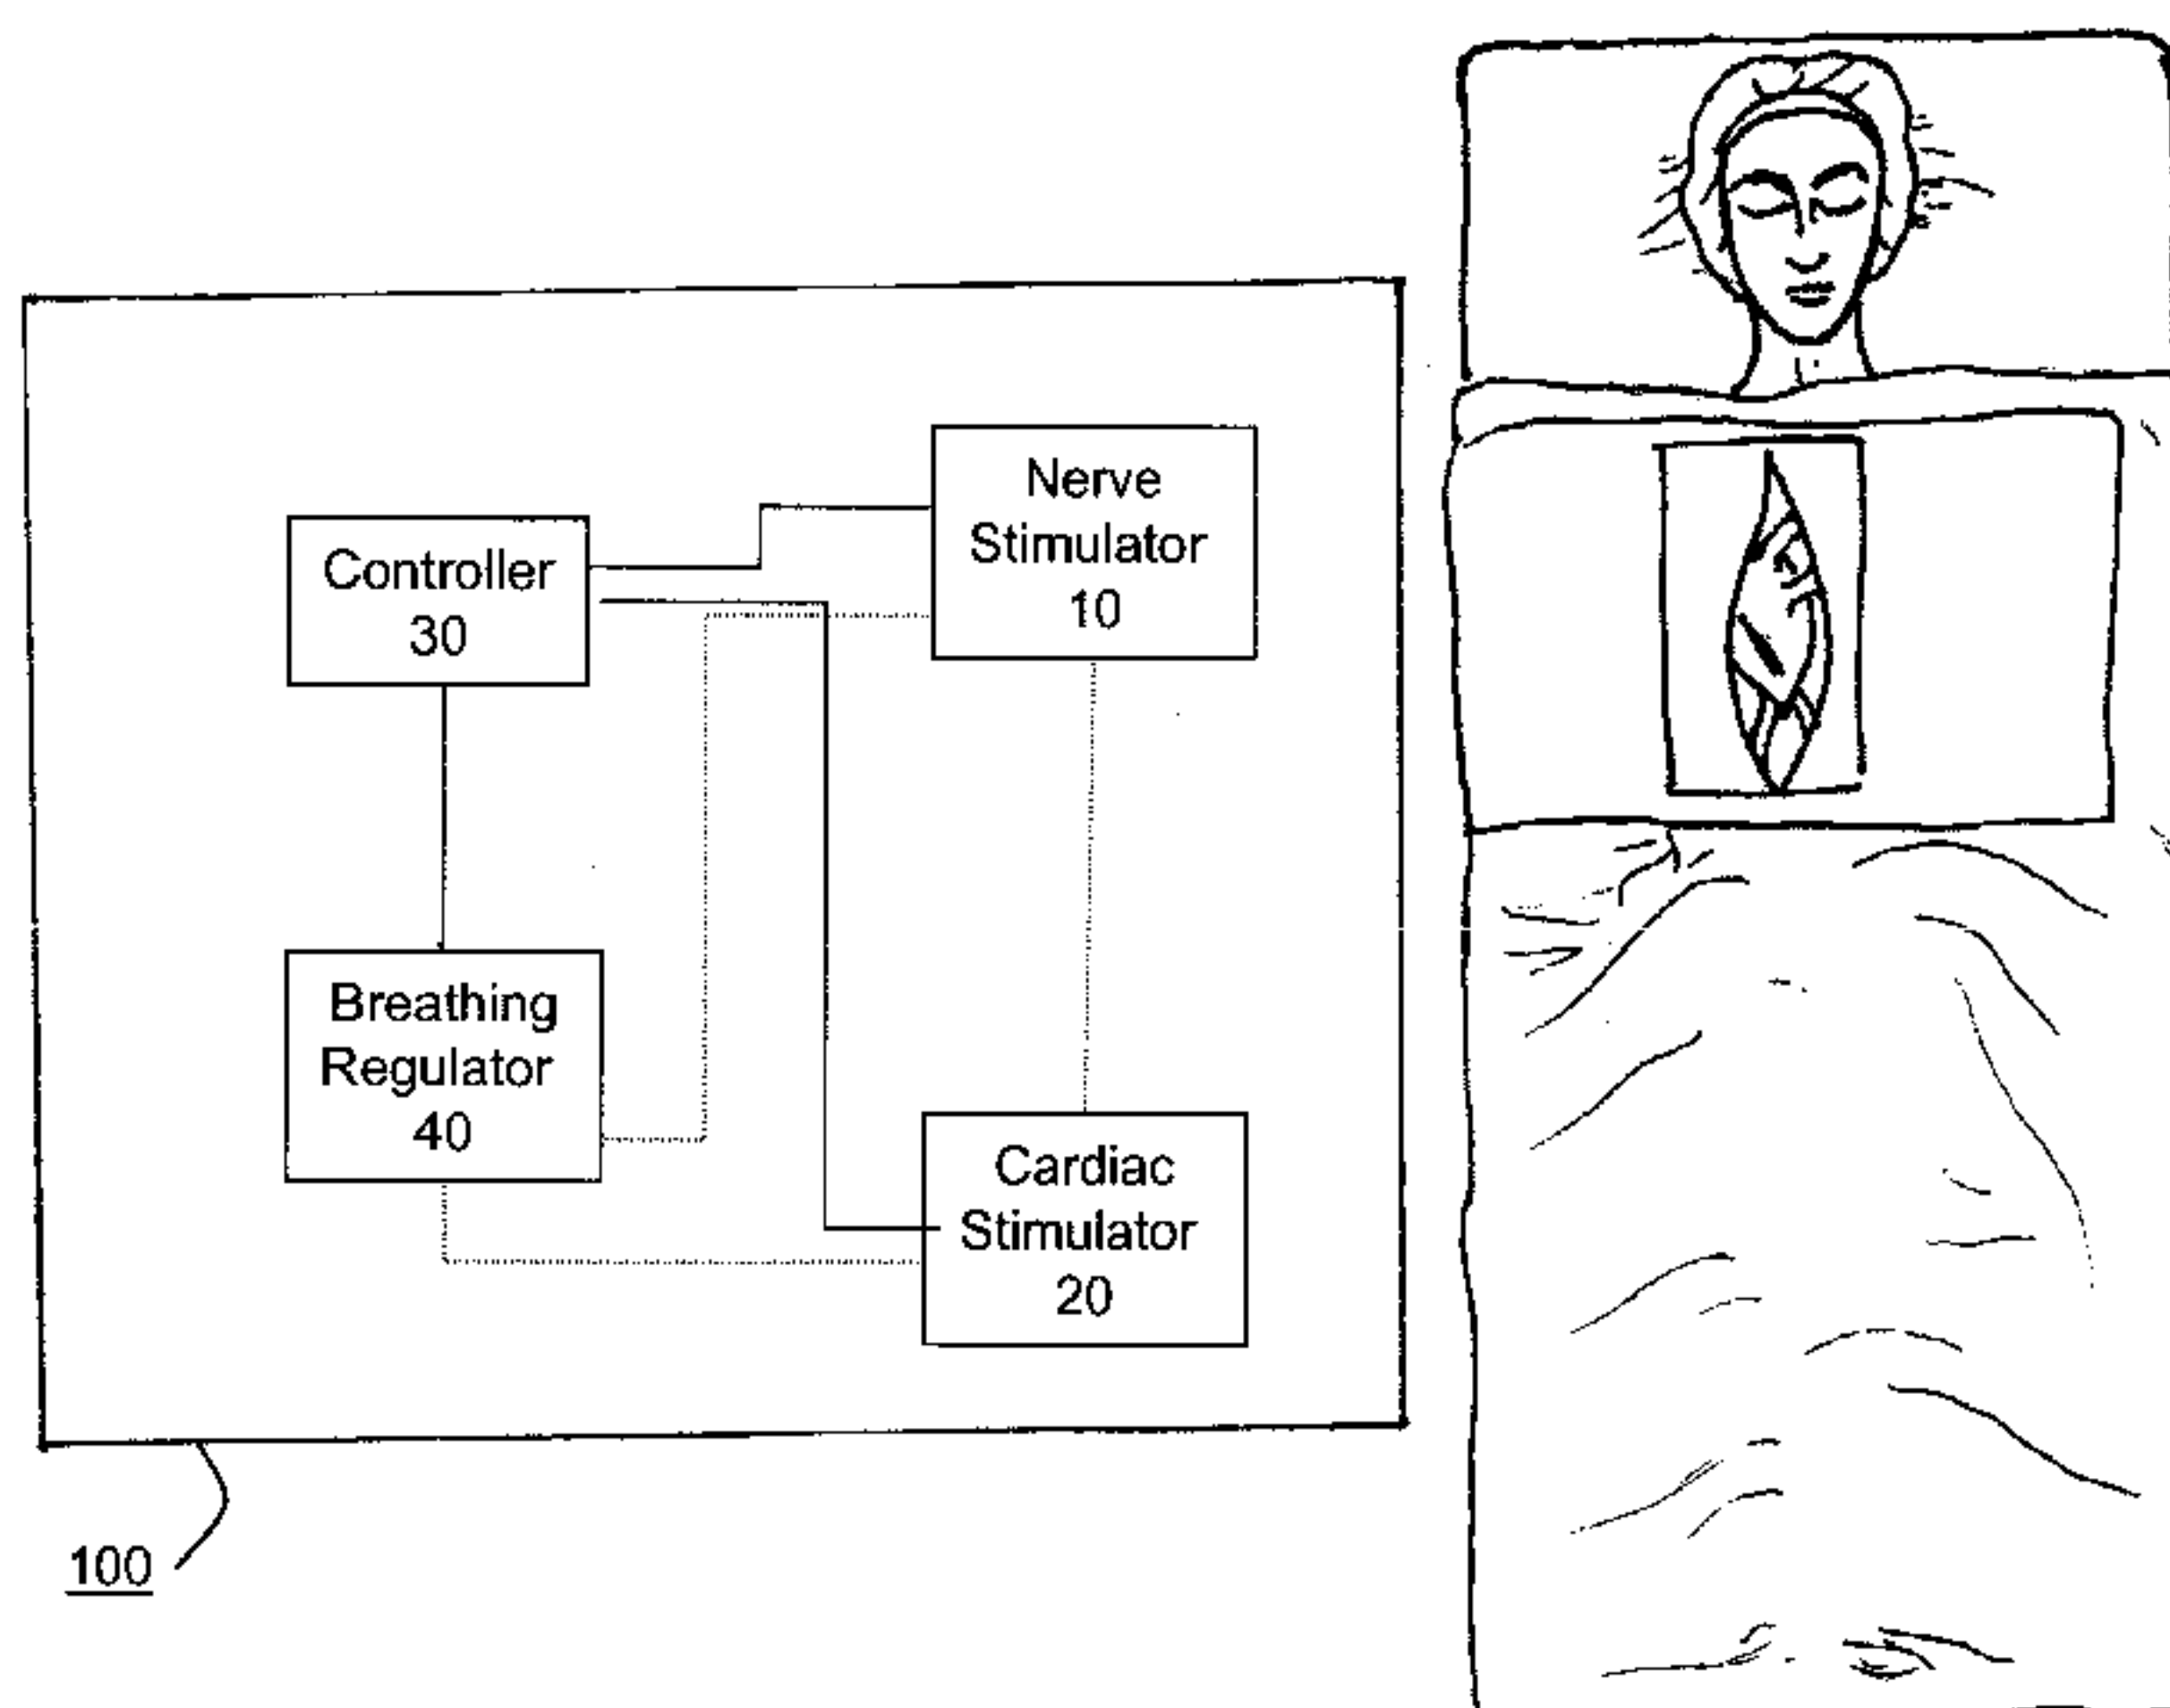 Nerve
Stimulator
10
Controller
30
Breathing
Regulator
40
Cardiac
Stimulator
20
100